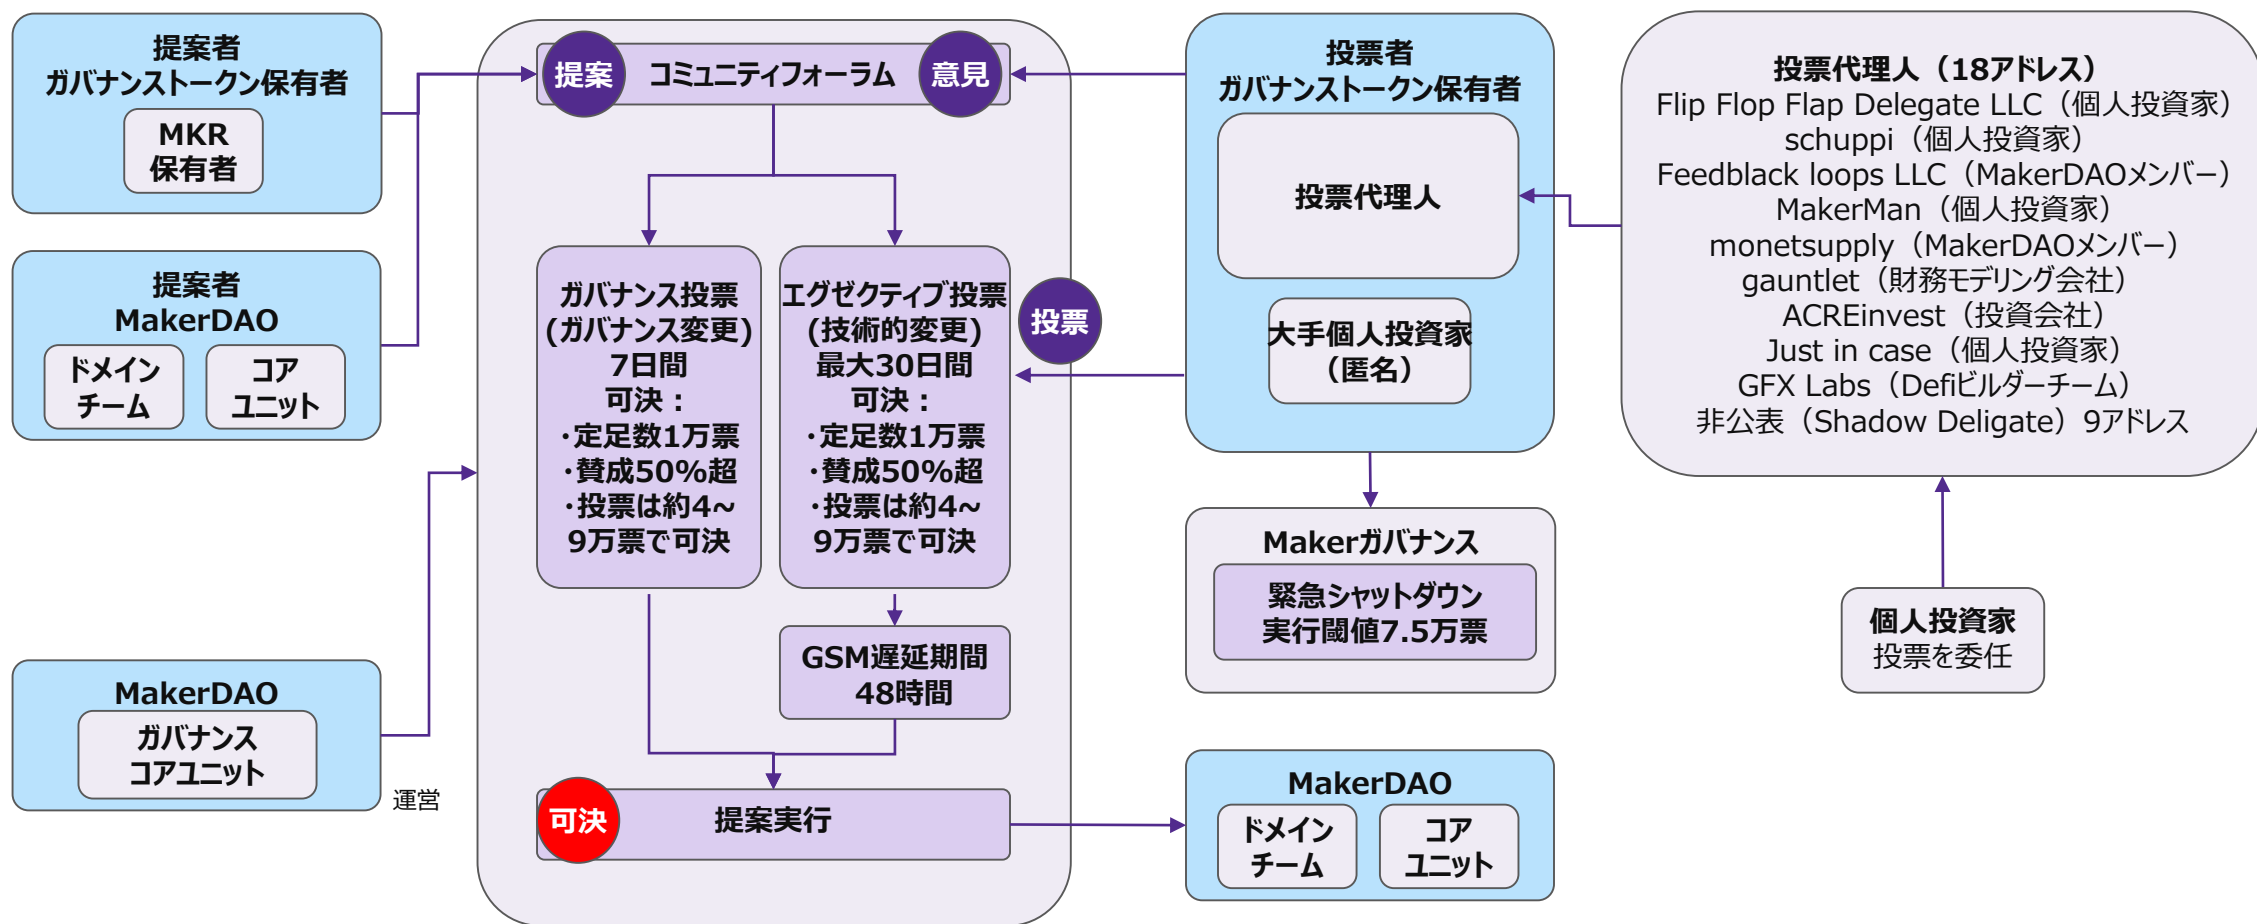 提案者
ガバナンストークン保有者
MKR
保有者
提案者
MakerDAO
ドメイン
チーム
コア
ユニット
MakerDAO
ガバナンス
コアユニット
運営
提案
コミュニティフォーラム
意見
ガバナンス投票
(ガバナンス変更)
7日間
可決：
・定足数1万票
・賛成50%超
・投票は約4~
9万票で可決
エグゼクティブ投票
(技術的変更)
最大30日間
可決：
・定足数1万票
・賛成50%超
・投票は約4~
9万票で可決
投票
GSM遅延期間
48時間
可決
提案実行
投票者
ガバナンストークン保有者
投票代理人
大手個人投資家
（匿名）
Makerガバナンス
緊急シャットダウン
実行閾値7.5万票
MakerDAO
ドメイン
チーム
コア
ユニット
投票代理人（18アドレス）
Flip Flop Flap Delegate LLC（個人投資家）
schuppi（個人投資家）
Feedblack loops LLC（MakerDAOメンバー）
MakerMan（個人投資家）
monetsupply（MakerDAOメンバー）
gauntlet（財務モデリング会社）
ACREinvest（投資会社）
Just in case（個人投資家）
GFX Labs（Defiビルダーチーム）
非公表（Shadow Deligate）9アドレス
個人投資家
投票を委任